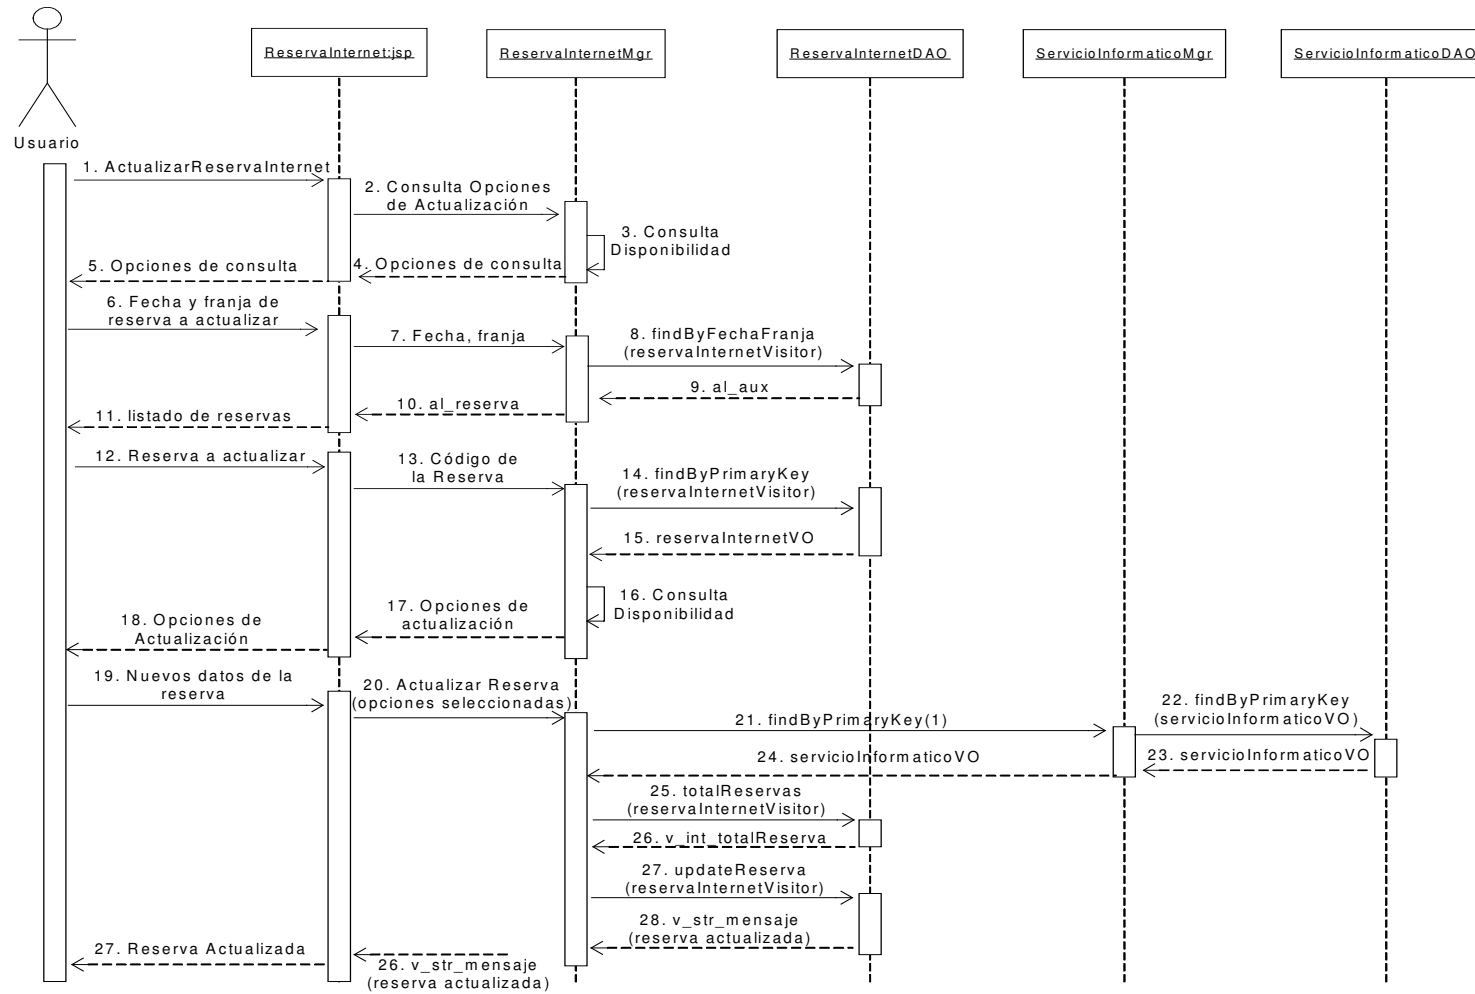 ReservaInternet:jsp
ReservaInternetMgr
ReservaInternetDAO
ServicioInformaticoMgr
ServicioInformaticoDAO
Usuario
1. ActualizarReservaInternet
2. Consulta Opciones
de Actualización
3. Consulta
Disponibilidad
4. Opciones de consulta
5. Opciones de consulta
6. Fecha y franja de
reserva a actualizar
7. Fecha, franja
8. findByFechaFranja
(reservaInternetVisitor)
9. al_aux
10. al_reserva
11. listado de reservas
12. Reserva a actualizar
13. Código de
la Reserva
14. findByPrimaryKey
(reservaInternetVisitor)
15. reservaInternetVO
16. Consulta
Disponibilidad
17. Opciones de
actualización
18. Opciones de
Actualización
19. Nuevos datos de la
reserva
20. Actualizar Reserva
(opciones seleccionadas)
21. findByPrimaryKey(1)
22. findByPrimaryKey
(servicioInformaticoVO)
23. servicioInformaticoVO
24. servicioInformaticoVO
25. totalReservas
(reservaInternetVisitor)
26. v_int_totalReserva
27. updateReserva
(reservaInternetVisitor)
28. v_str_mensaje
(reserva actualizada)
26. v_str_mensaje
(reserva actualizada)
27. Reserva Actualizada